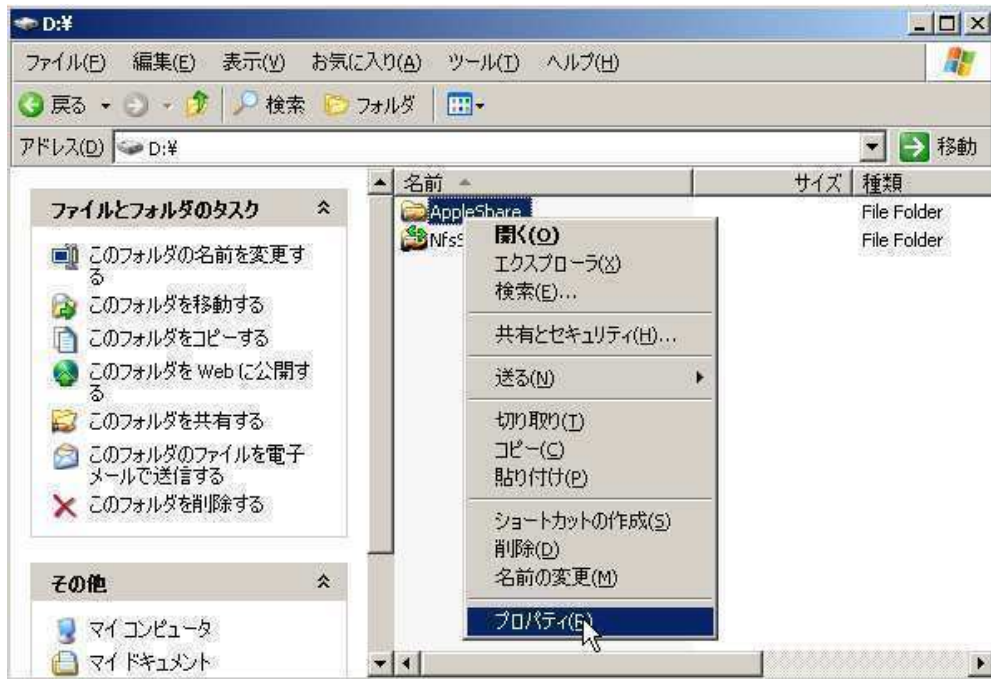 D:¥
ファイル(F) 編集(E) 表示(V) お気に入り(A) ツール(T) ヘルプ(H)
戻る 検索 フォルダ
アドレス(D) D:¥ 移動
名前 サイズ 種類
ファイルとフォルダのタスク
このフォルダの名前を変更す
る
このフォルダを移動する
このフォルダをコピーする
このフォルダを Web に公開す
る
このフォルダを共有する
このフォルダのファイルを電子
メールで送信する
このフォルダを削除する
その他
マイ コンピュータ
マイ ドキュメント
AppleShare File Folder
NfsS File Folder
開く(O)
エクスプローラ(X)
検索(E)...
共有とセキュリティ(H)...
送る(N)
切り取り(T)
コピー(C)
貼り付け(P)
ショートカットの作成(S)
削除(D)
名前の変更(M)
プロパティ(R)